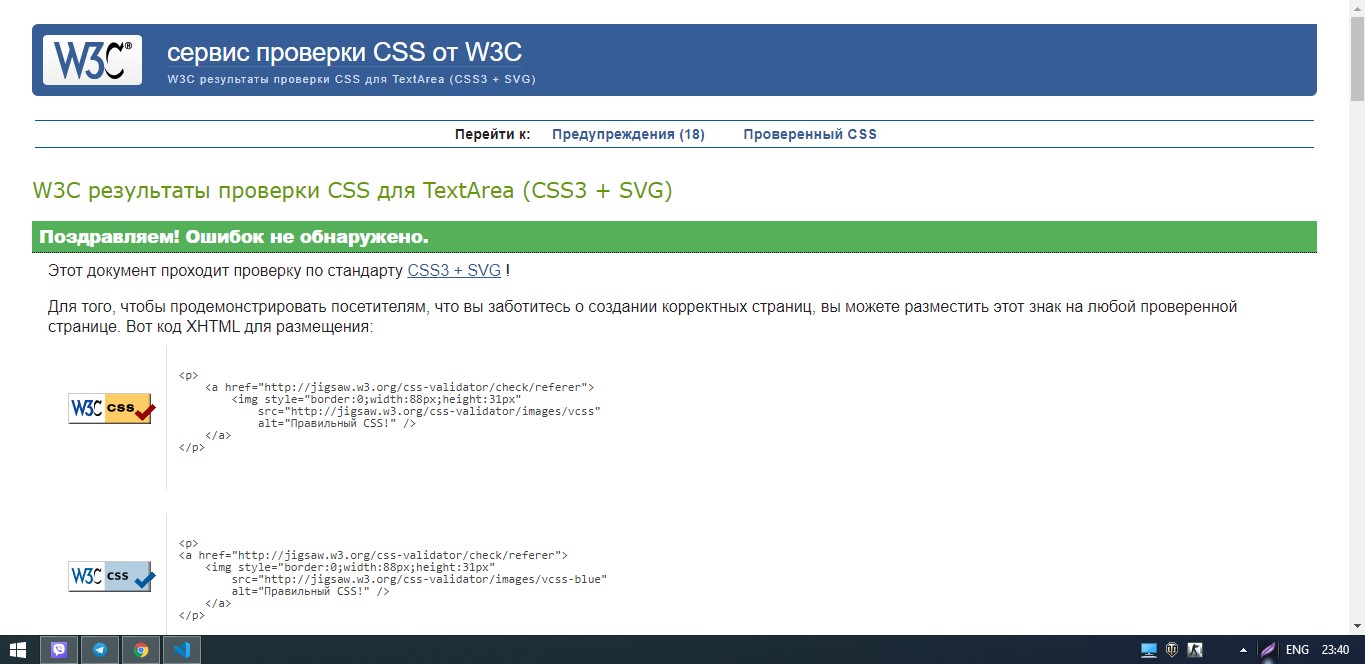 W3C®
сервис проверки CSS от W3C
W3C результаты проверки CSS для TextArea (CSS3 + SVG)
Перейти к: Предупреждения (18) Проверенный CSS
W3C результаты проверки CSS для TextArea (CSS3 + SVG)
Поздравляем! Ошибок не обнаружено.
Этот документ проходит проверку по стандарту CSS3 + SVG !
Для того, чтобы продемонстрировать посетителям, что вы заботитесь о создании корректных страниц, вы можете разместить этот знак на любой проверенной
странице. Вот код XHTML для размещения:
W3C css
<p>
<a href="http://jigsaw.w3.org/css-validator/check/referer">
<img style="border:0;width:88px;height:31px"
src="http://jigsaw.w3.org/css-validator/images/vcss"
alt="Правильный CSS!" />
</a>
</p>
W3C css
<p>
<a href="http://jigsaw.w3.org/css-validator/check/referer">
<img style="border:0;width:88px;height:31px"
src="http://jigsaw.w3.org/css-validator/images/vcss-blue"
alt="Правильный CSS!" />
</a>
</p>
ENG 23:40